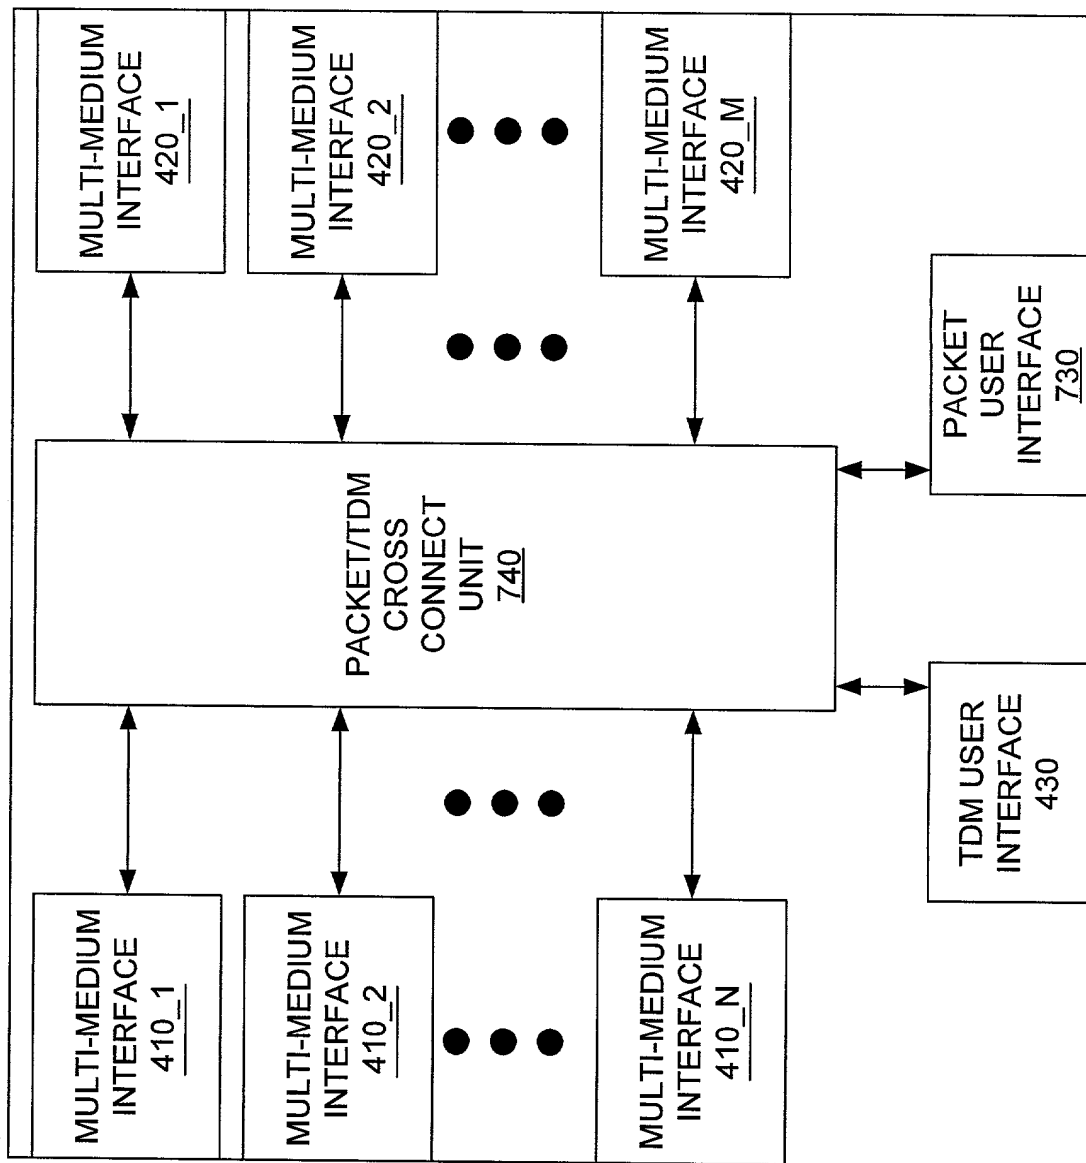 MULTI-MEDIUM
INTERFACE
410_1
MULTI-MEDIUM
INTERFACE
410_2
MULTI-MEDIUM
INTERFACE
410_N
PACKET/TDM
CROSS
CONNECT
UNIT
740
MULTI-MEDIUM
INTERFACE
420_1
MULTI-MEDIUM
INTERFACE
420_2
MULTI-MEDIUM
INTERFACE
420_M
TDM USER
INTERFACE
430
PACKET
USER
INTERFACE
730